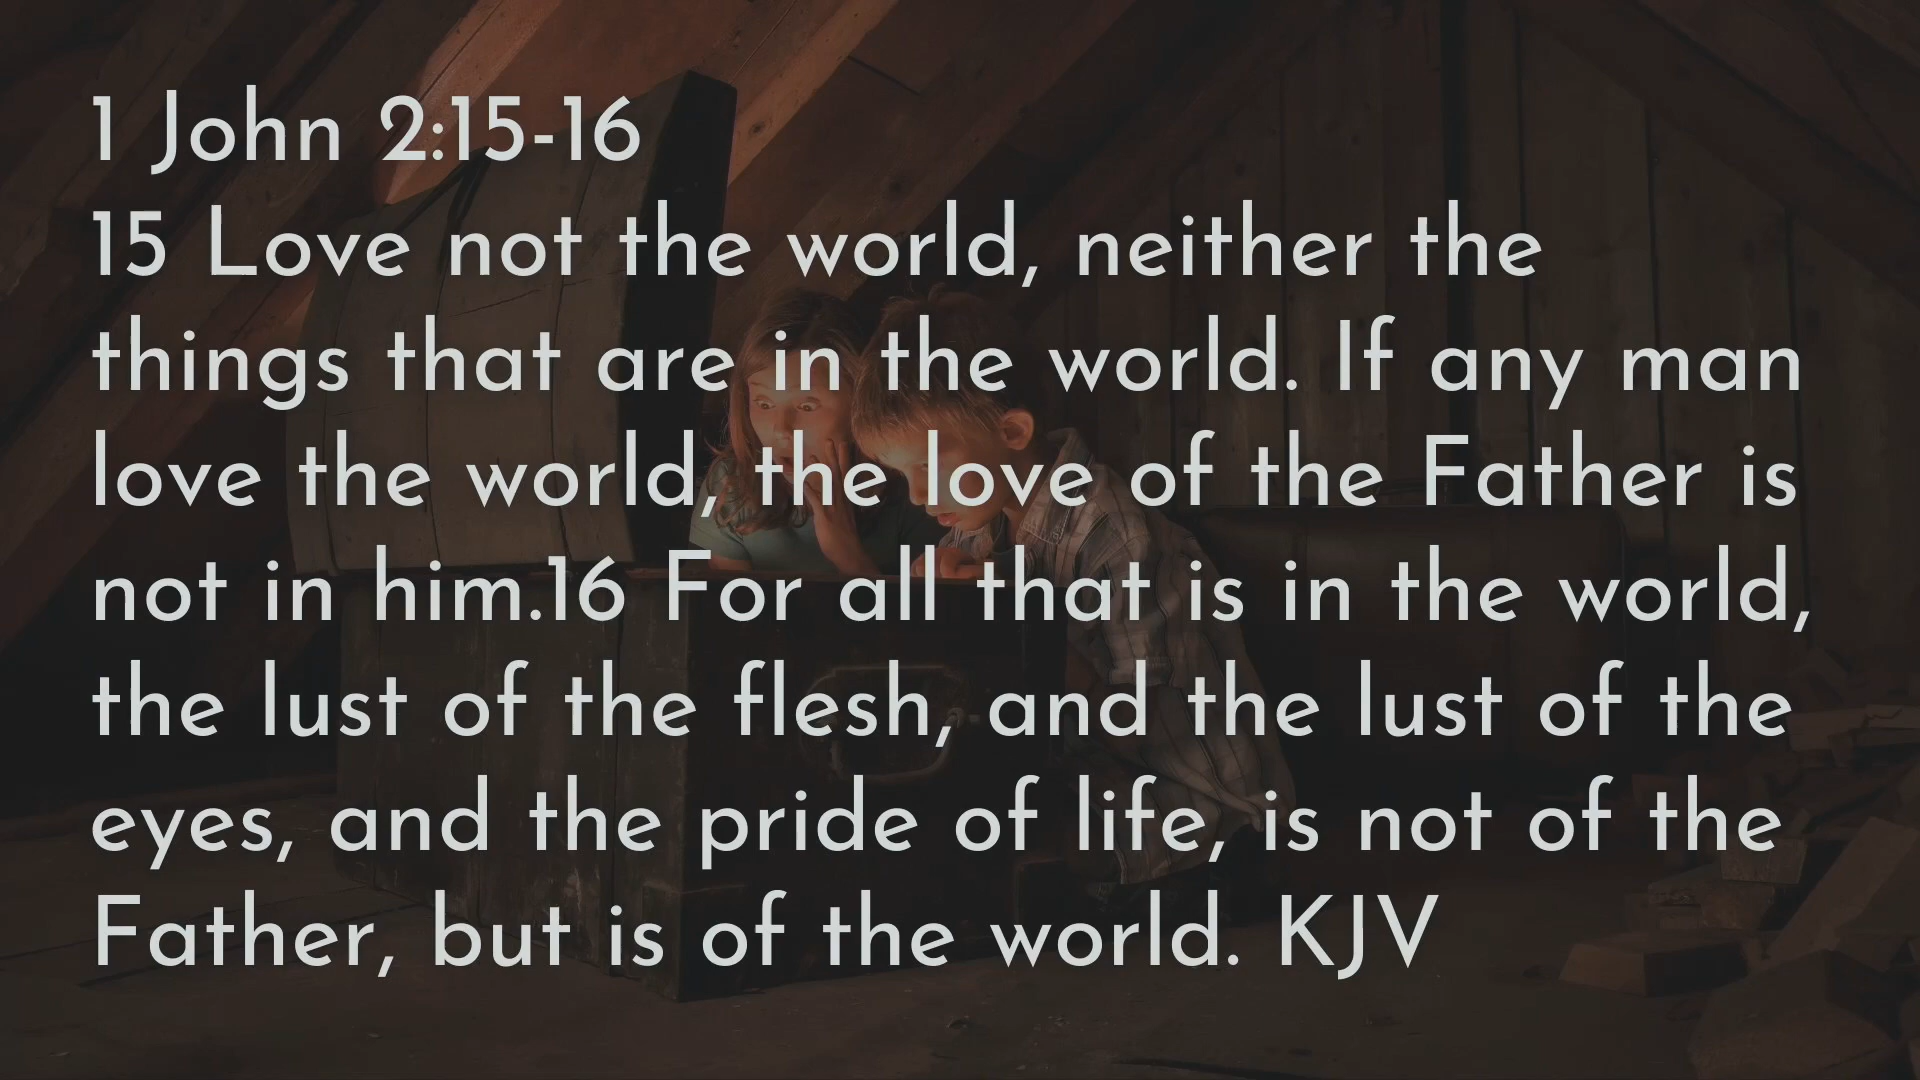 1 John 2:15-16
15 Love not the world, neither the
things that are in the world. If any man
love the world, the love of the Father is
not in him.16 For all that is in the world,
the lust of the flesh, and the lust of the
eyes, and the pride of life, is not of the
Father, but is of the world. KJV